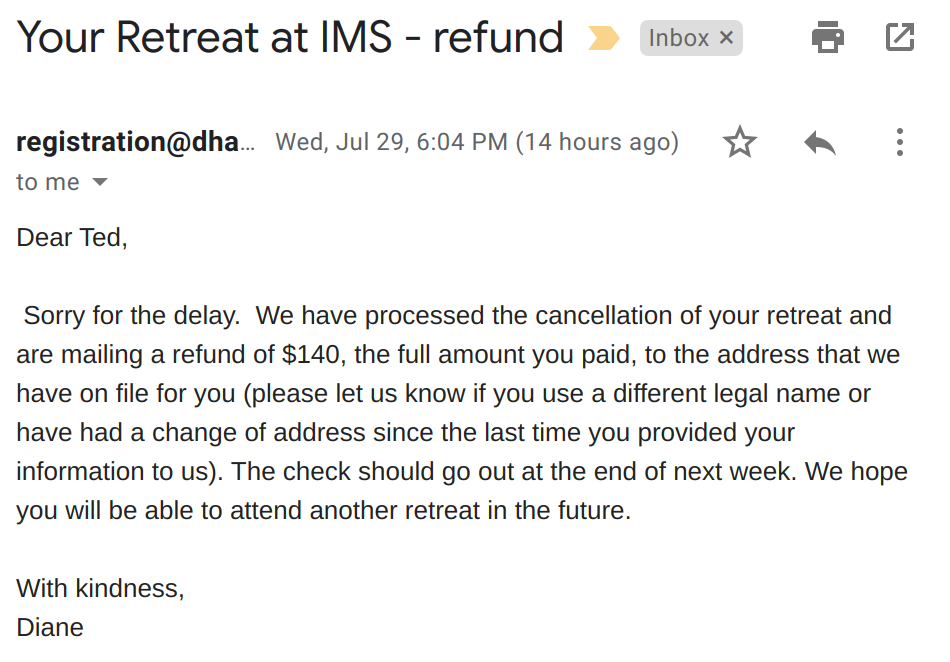 Your Retreat at IMS - refund Inbox ×
registration@dha... Wed, Jul 29, 6:04 PM (14 hours ago)
to me
Dear Ted,
Sorry for the delay.  We have processed the cancellation of your retreat and
are mailing a refund of $140, the full amount you paid, to the address that we
have on file for you (please let us know if you use a different legal name or
have had a change of address since the last time you provided your
information to us). The check should go out at the end of next week. We hope
you will be able to attend another retreat in the future.
With kindness,
Diane